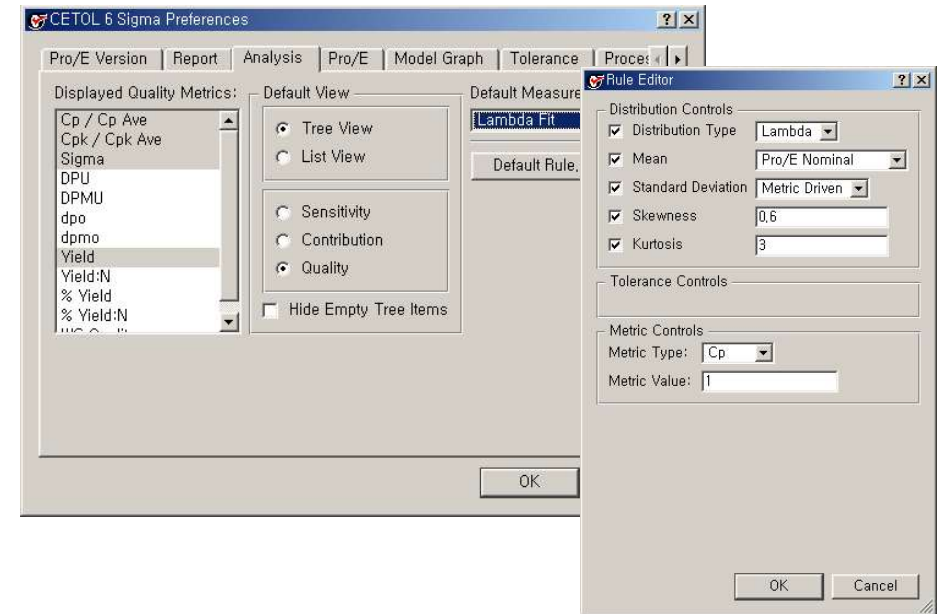 CETOL 6 Sigma Preferences
Pro/E Version Report Analysis Pro/E Model Graph Tolerance
Displayed Quality Metrics:
Cp / Cp Ave
Cpk / Cpk Ave
Sigma
DPU
DPMU
dpo
dpmo
Yield
Yield:N
% Yield
% Yield:N
Default View
Tree View
List View
Sensitivity
Contribution
Quality
Hide Empty Tree Items
Default Measure
Lambda Fit
Default Rule,
OK
Rule Editor
Distribution Controls
Distribution Type Lambda
Mean Pro/E Nominal
Standard Deviation Metric Driven
Skewness 0,6
Kurtosis 3
Tolerance Controls
Metric Controls
Metric Type: Cp
Metric Value: 1
OK Cancel